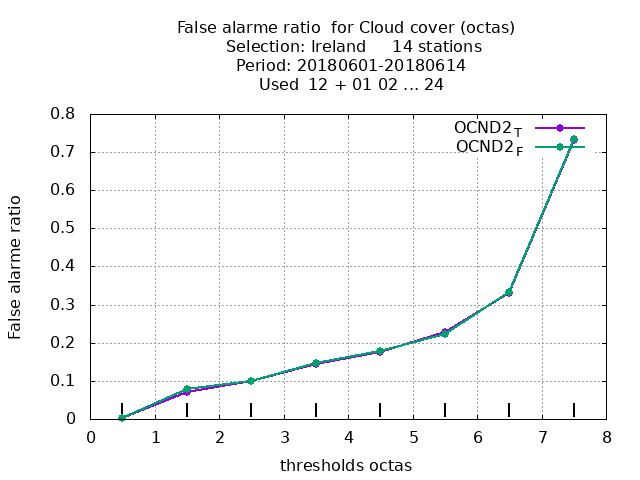 False alarme ratio  for Cloud cover (octas)
Selection: Ireland     14 stations
Period: 20180601-20180614
Used  12 + 01 02 ... 24
OCND2T
OCND2F
False alarme ratio
0.8
0.7
0.6
0.5
0.4
0.3
0.2
0.1
0
0 1 2 3 4 5 6 7 8
thresholds octas